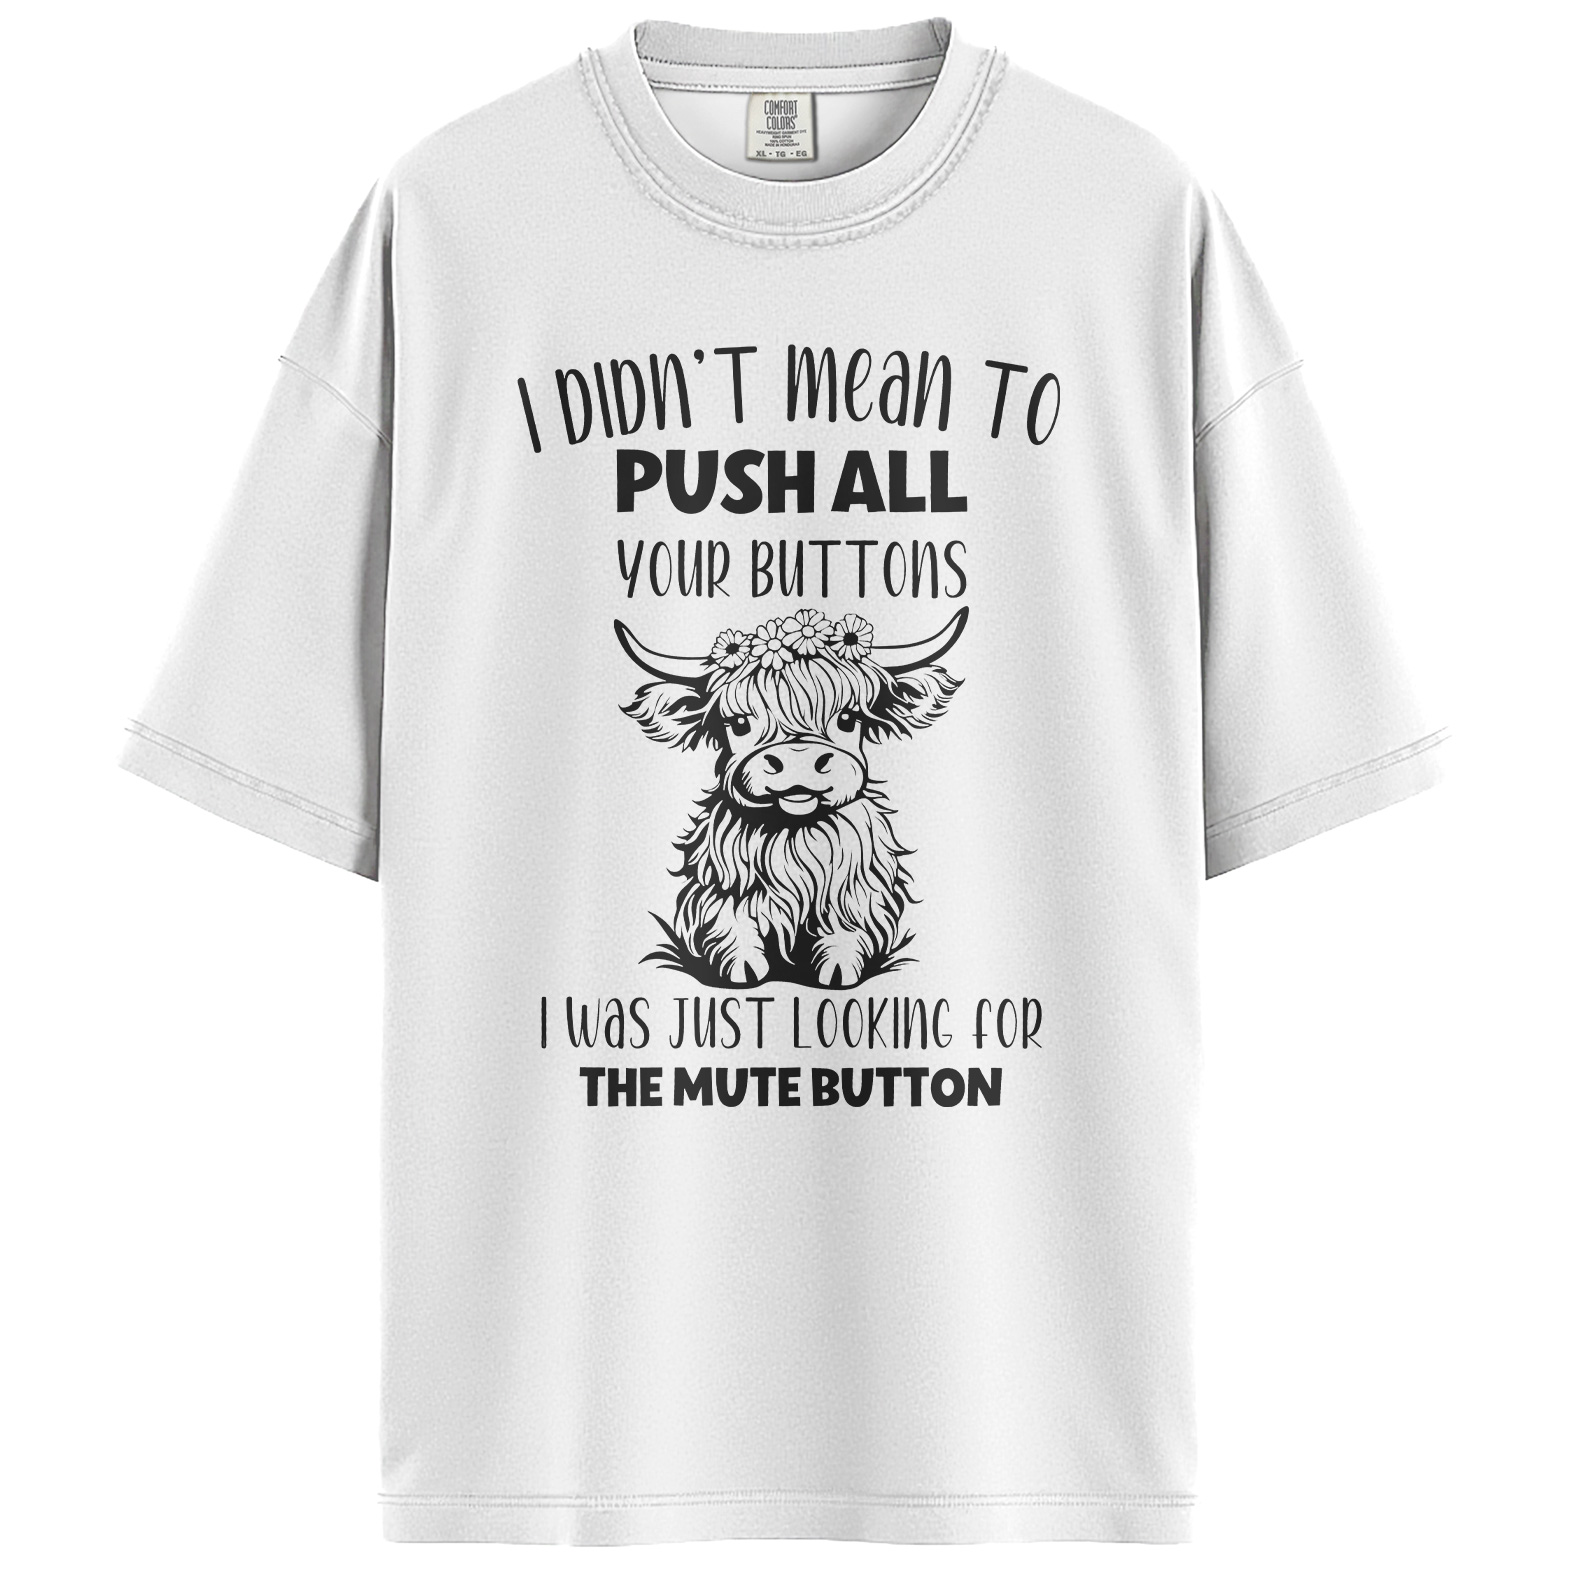 COMFORT
COLORS
XL - TG - EG
I DIDN'T mean TO
PUSH ALL
YOUR BUTTONS
I WAS JUST LOOKING FOR
THE MUTE BUTTON